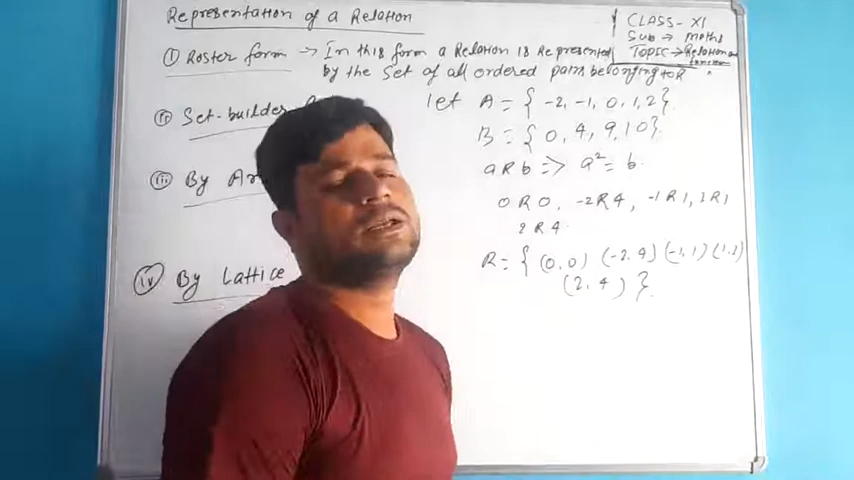 Representation of a Relation
CLASS - XI
Sub → maths
Topic → Relation
(i) Roster form → In this form a Relation is Represented
by the set of all ordered pairs belonging to R.
(ii) Set-builder
(iii) By
(iv) By Lattice
let A = { -2, -1, 0, 1, 2 }
B = { 0, 4, 9, 10 }
a R b => a² = b.
0 R 0, -2 R 4, -1 R 1, 1 R 1
2 R 4.
R = { (0, 0) (-2, 4) (-1, 1) (1, 1)
(2, 4) }